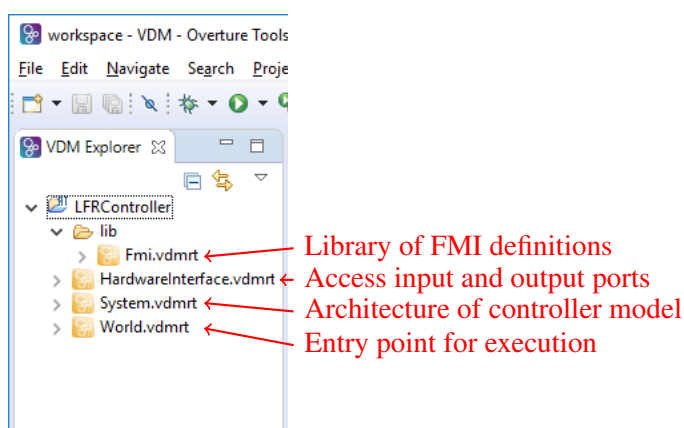 workspace - VDM - Overture Tools
File Edit Navigate Search Proje
VDM Explorer
LFRController
lib
Fmi.vdmrt
Library of FMI definitions
HardwareInterface.vdmrt
Access input and output ports
System.vdmrt
Architecture of controller model
World.vdmrt
Entry point for execution